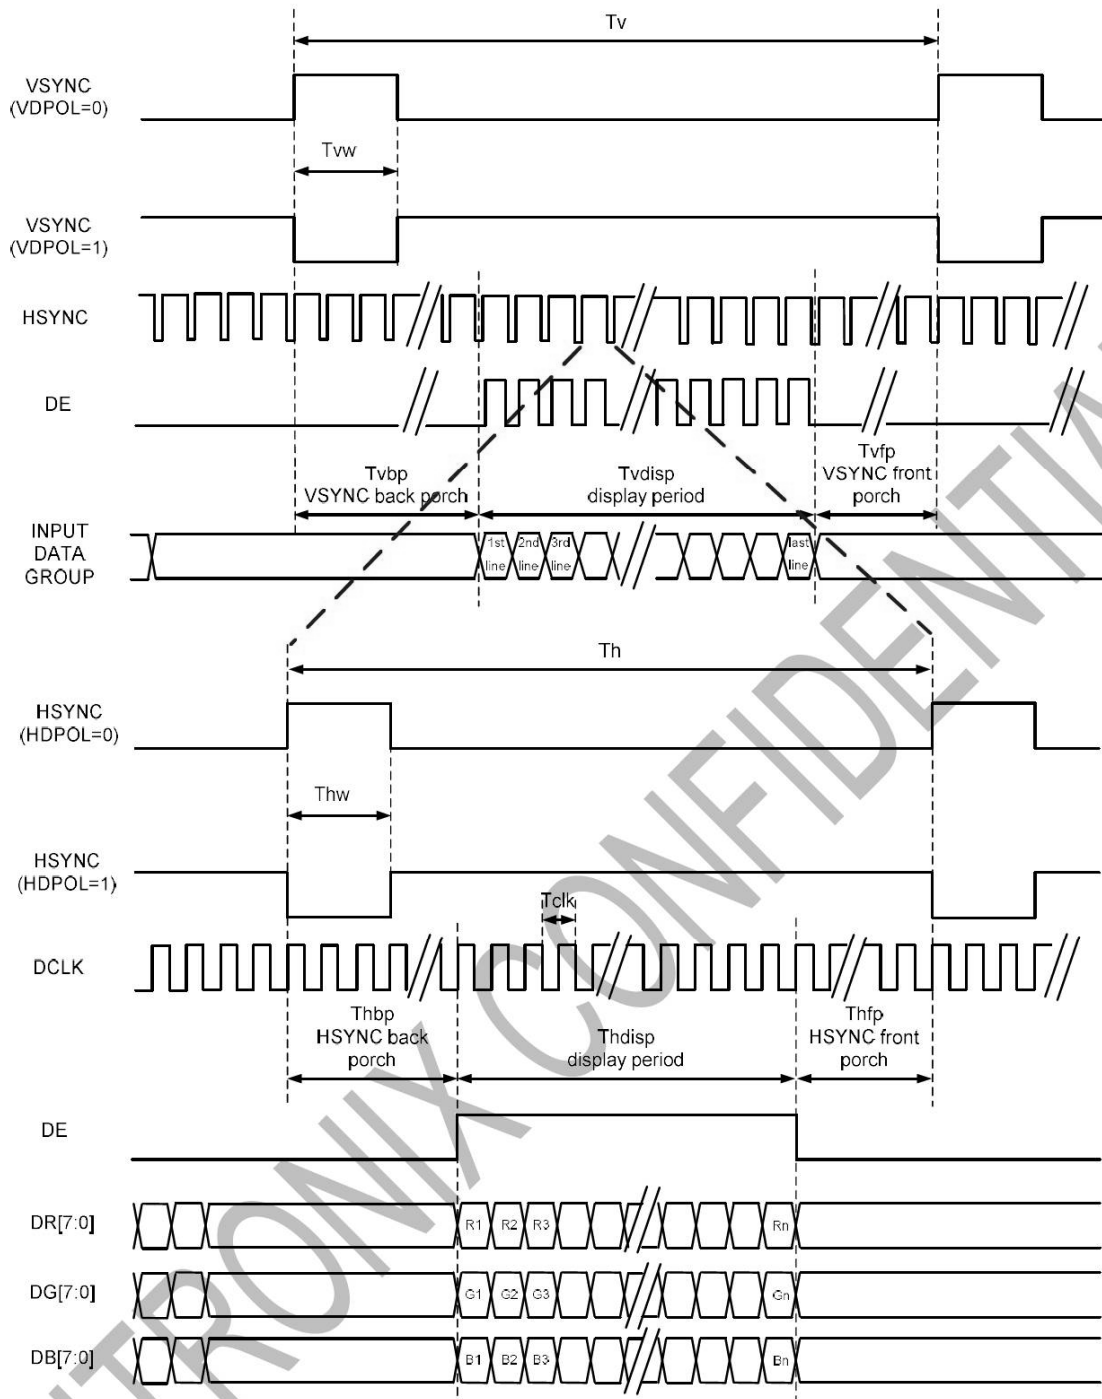 Tv
VSYNC
(VDPOL=0)
Tvw
VSYNC
(VDPOL=1)
HSYNC
DE
Tvbp
VSYNC back porch
Tvdisp
display period
Tvfp
VSYNC front
porch
INPUT
DATA
GROUP
1st
line
2nd
line
3rd
line
last
line
Th
HSYNC
(HDPOL=0)
Thw
HSYNC
(HDPOL=1)
Tclk
DCLK
Thbp
HSYNC back
porch
Thdisp
display period
Thfp
HSYNC front
porch
DE
DR[7:0]
R1 R2 R3 Rn
DG[7:0]
G1 G2 G3 Gn
DB[7:0]
B1 B2 B3 Bn
TRONIX CONFIDENTIA